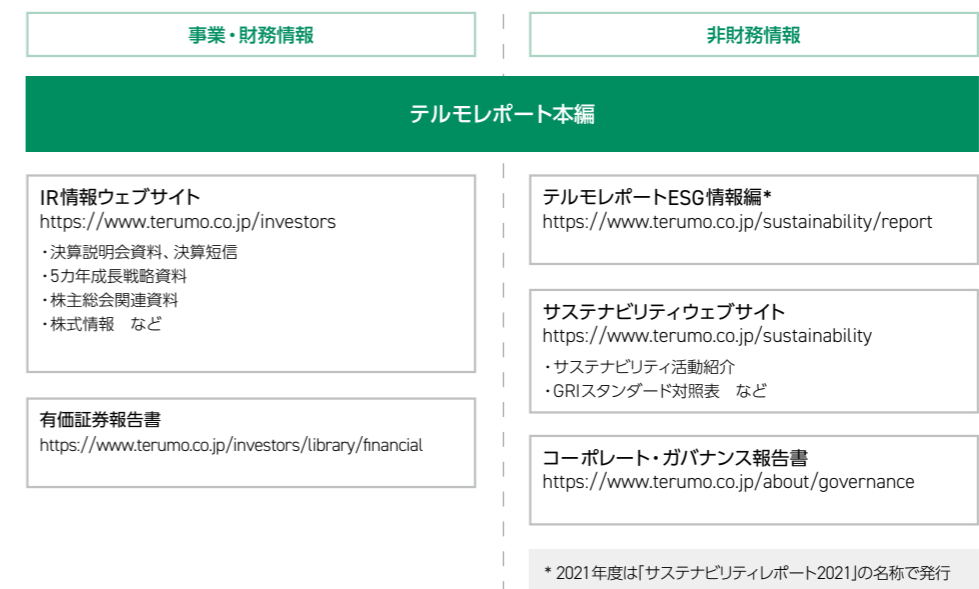 事業・財務情報
非財務情報
テルモレポート本編
IR情報ウェブサイト
https://www.terumo.co.jp/investors
・決算説明会資料、決算短信
・5カ年成長戦略資料
・株主総会関連資料
・株式情報　など
有価証券報告書
https://www.terumo.co.jp/investors/library/financial
テルモレポートESG情報編*
https://www.terumo.co.jp/sustainability/report
サステナビリティウェブサイト
https://www.terumo.co.jp/sustainability
・サステナビリティ活動紹介
・GRIスタンダード対照表　など
コーポレート・ガバナンス報告書
https://www.terumo.co.jp/about/governance
* 2021年度は「サステナビリティレポート2021」の名称で発行